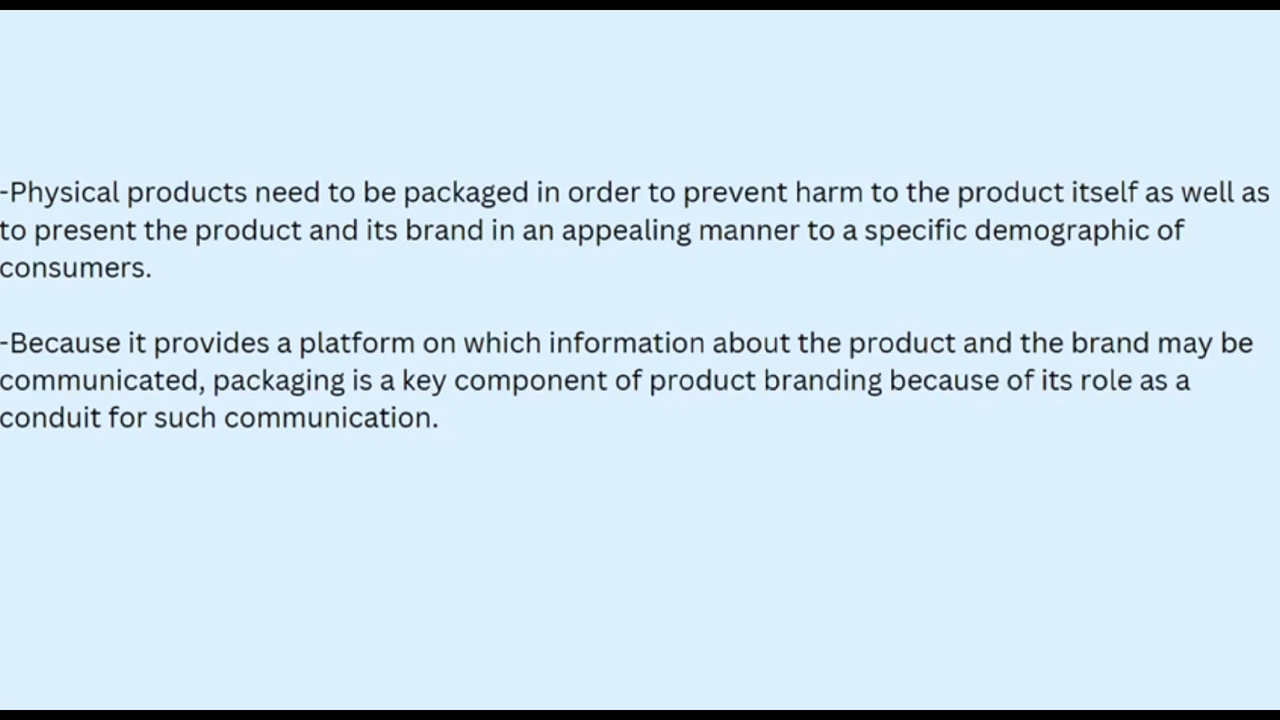 -Physical products need to be packaged in order to prevent harm to the product itself as well as
to present the product and its brand in an appealing manner to a specific demographic of
consumers.
-Because it provides a platform on which information about the product and the brand may be
communicated, packaging is a key component of product branding because of its role as a
conduit for such communication.